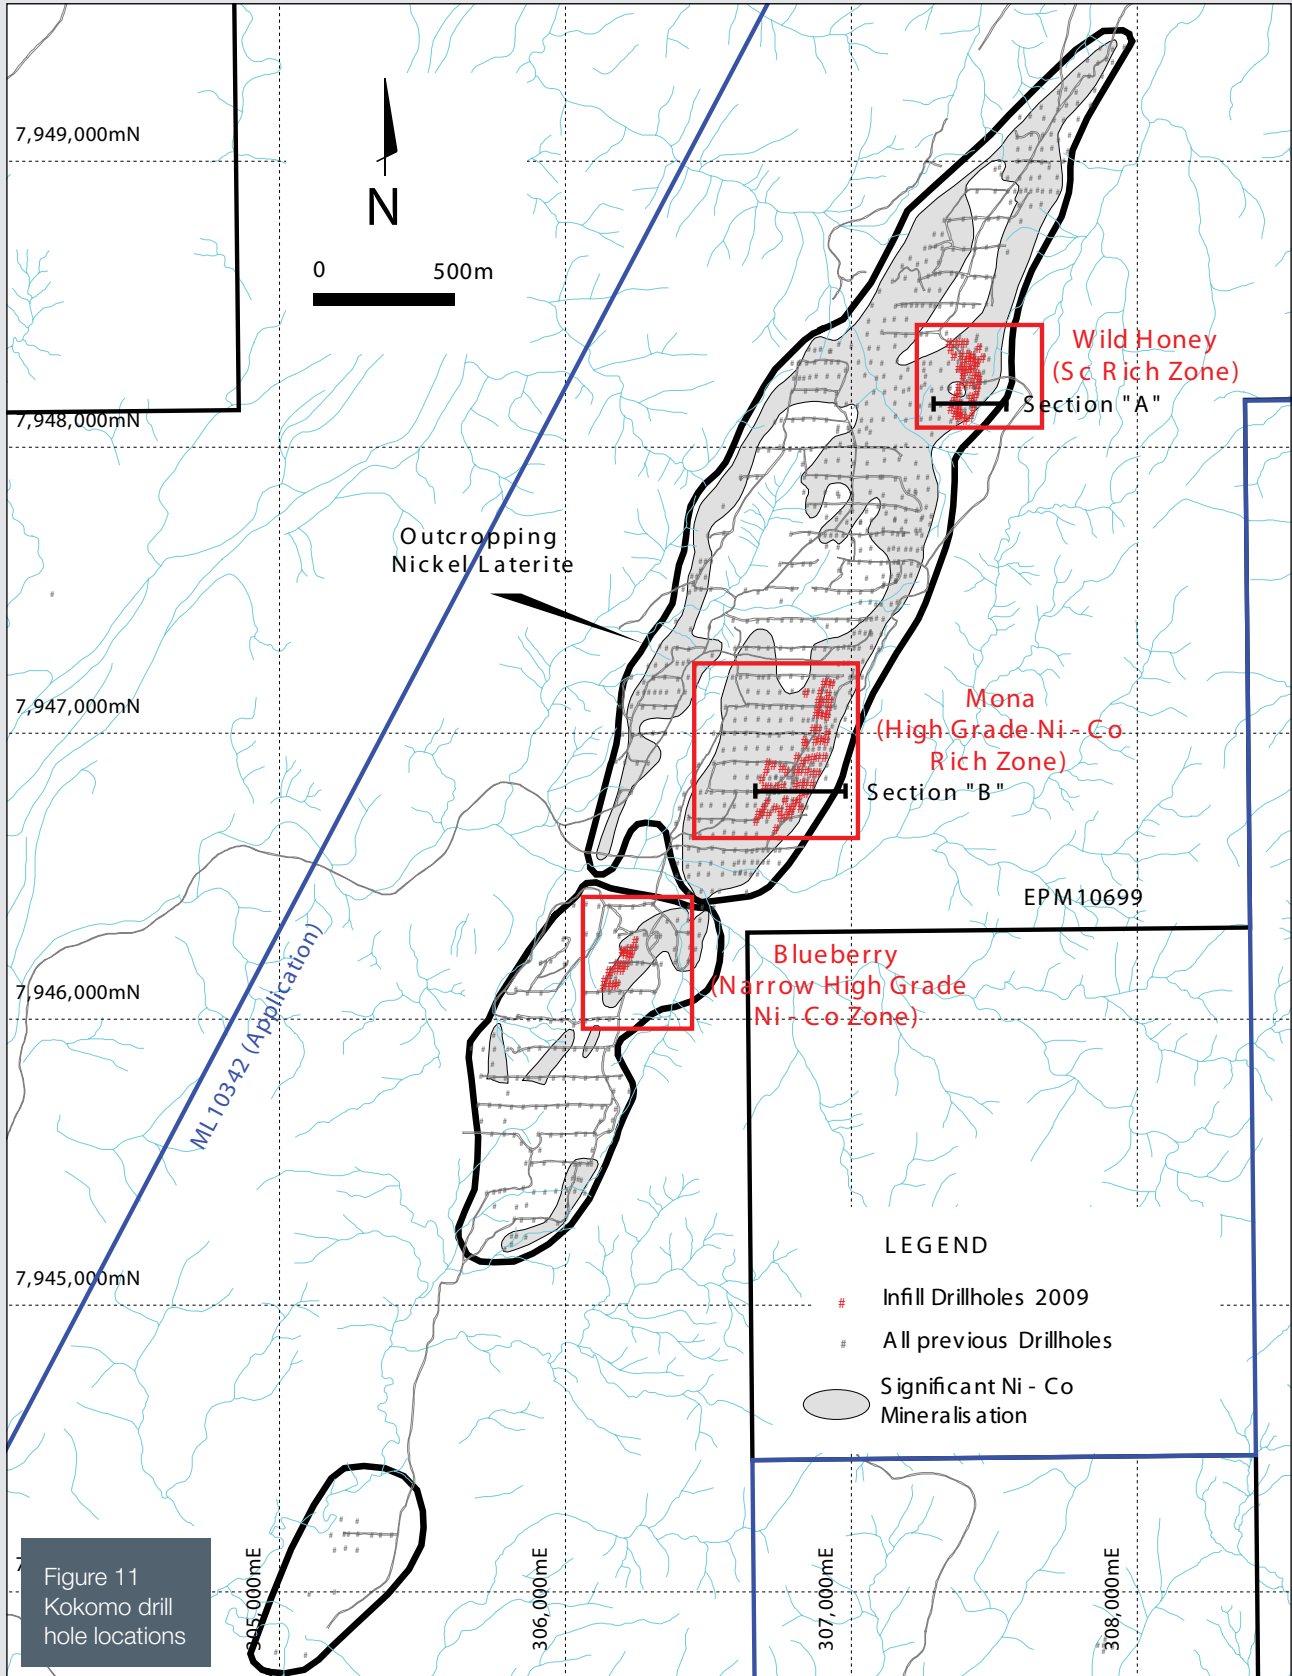 7,949,000mN
N
0 500m
Wild Honey
(Sc Rich Zone)
Section "A"
7,948,000mN
Outcropping
Nickel Laterite
7,947,000mN
Mona
(High Grade Ni - Co
Rich Zone)
Section "B"
EPM10699
Blueberry
(Narrow High Grade
Ni - Co Zone)
7,946,000mN
ML10342 (Application)
LEGEND
Infill Drillholes 2009
All previous Drillholes
Significant Ni - Co
Mineralisation
7,945,000mN
305,000mE
306,000mE
307,000mE
308,000mE
Figure 11
Kokomo drill
hole locations